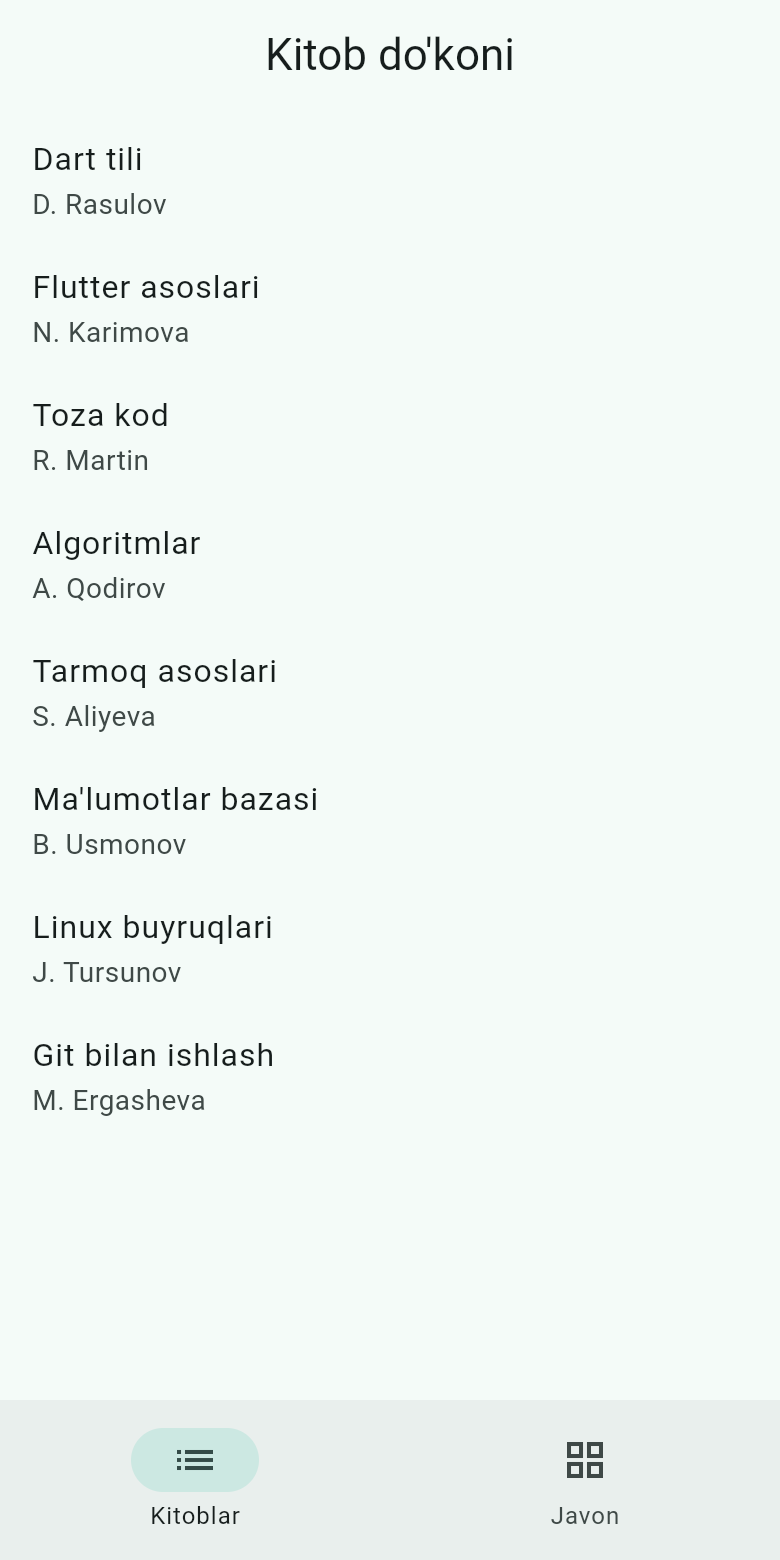 Kitob do'koni
Dart tili
D. Rasulov
Flutter asoslari
N. Karimova
Toza kod
R. Martin
Algoritmlar
A. Qodirov
Tarmoq asoslari
S. Aliyeva
Ma'lumotlar bazasi
B. Usmonov
Linux buyruqlari
J. Tursunov
Git bilan ishlash
M. Ergasheva
Kitoblar
Javon